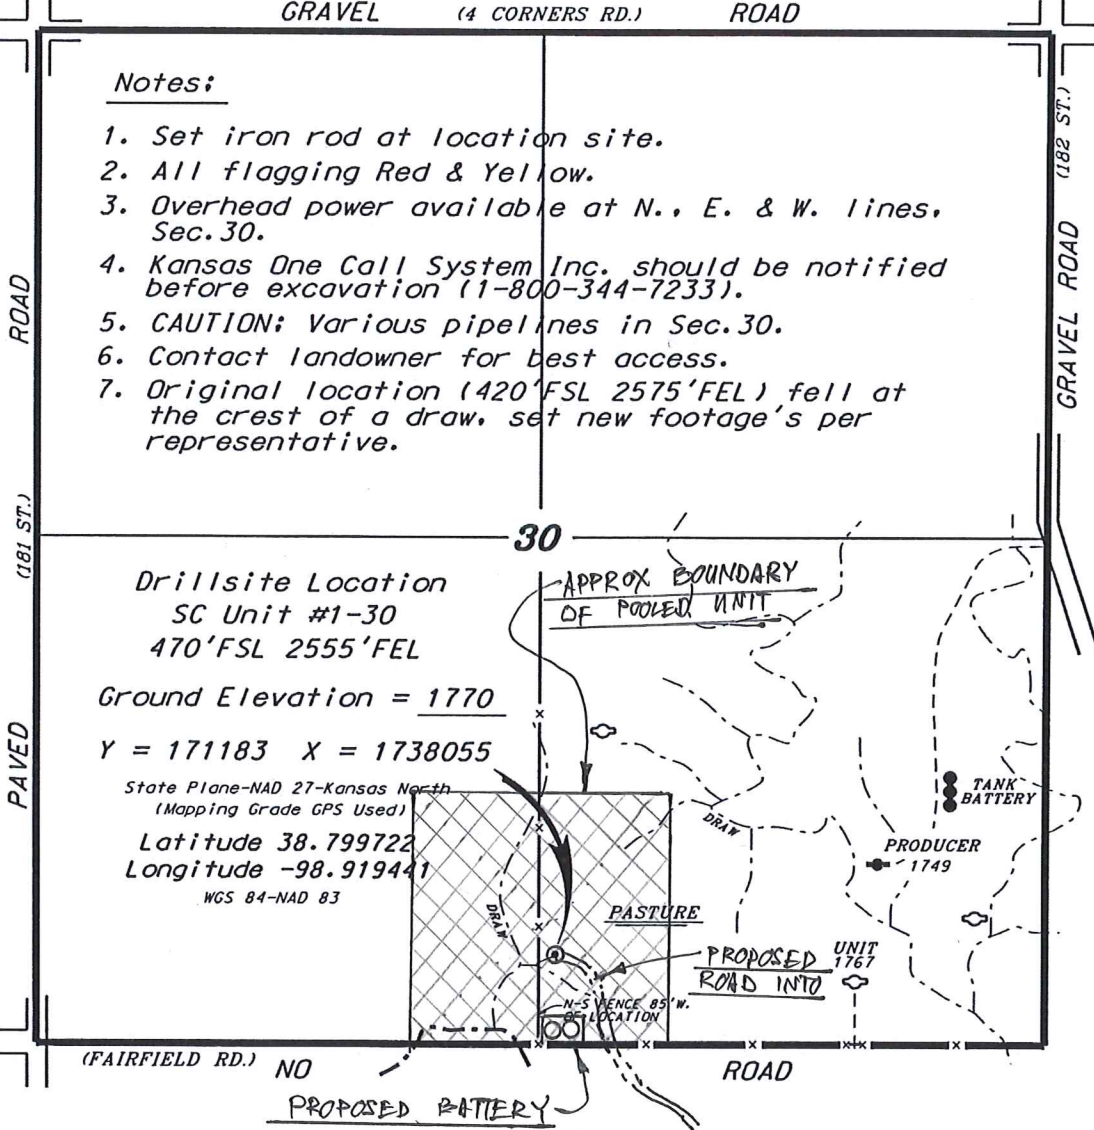 GRAVEL (4 CORNERS RD.) ROAD
Notes:
1. Set iron rod at location site.
2. All flagging Red & Yellow.
3. Overhead power available at N., E. & W. lines,
Sec.30.
4. Kansas One Call System Inc. should be notified
before excavation (1-800-344-7233).
5. CAUTION: Various pipelines in Sec.30.
6. Contact landowner for best access.
7. Original location (420'FSL 2575'FEL) fell at
the crest of a draw, set new footage's per
representative.
PAVED (181 ST.) ROAD
GRAVEL ROAD (182 ST.)
30
Drillsite Location
SC Unit #1-30
470'FSL 2555'FEL
Ground Elevation = 1770
Y = 171183 X = 1738055
State Plane-NAD 27-Kansas North
(Mapping Grade GPS Used)
Latitude 38.799722
Longitude -98.919441
WGS 84-NAD 83
APPROX BOUNDARY
OF POOLED UNIT
TANK
BATTERY
DRAW
PRODUCER
1749
DRAW
PASTURE
PROPOSED
ROAD INTO
UNIT
1767
N-S FENCE 85'W.
OF LOCATION
(FAIRFIELD RD.) NO ROAD
PROPOSED BATTERY